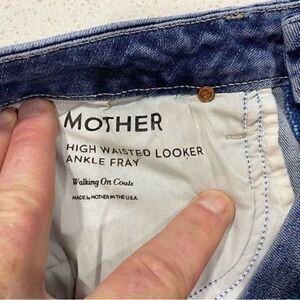 MOTHER
HIGH WAISTED LOOKER
ANKLE FRAY
Walking On Coals
MADE by MOTHER IN THE U.S.A.